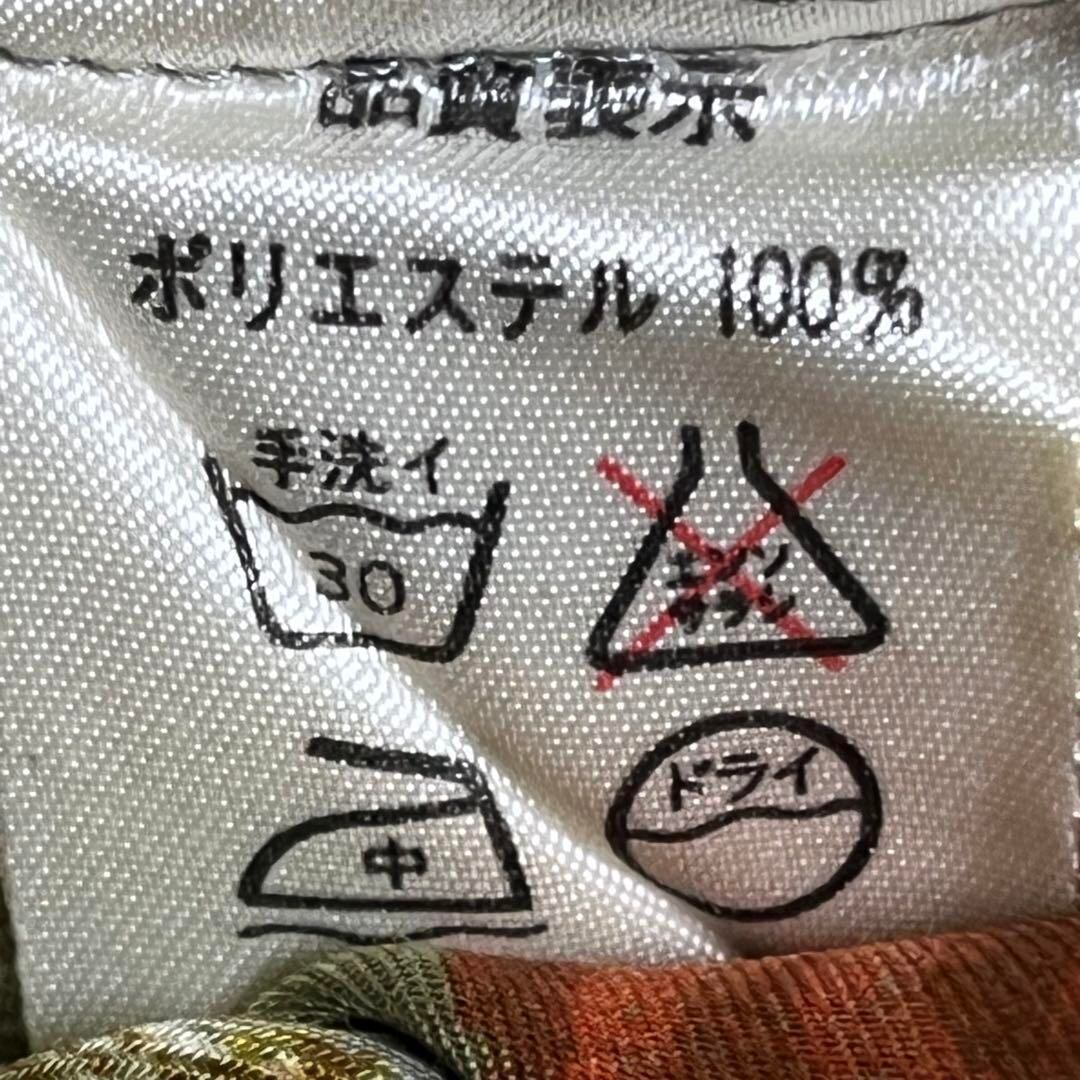 品質表示
ポリエステル 100%
手洗イ
30
エンソ
サラシ
中
ドライ